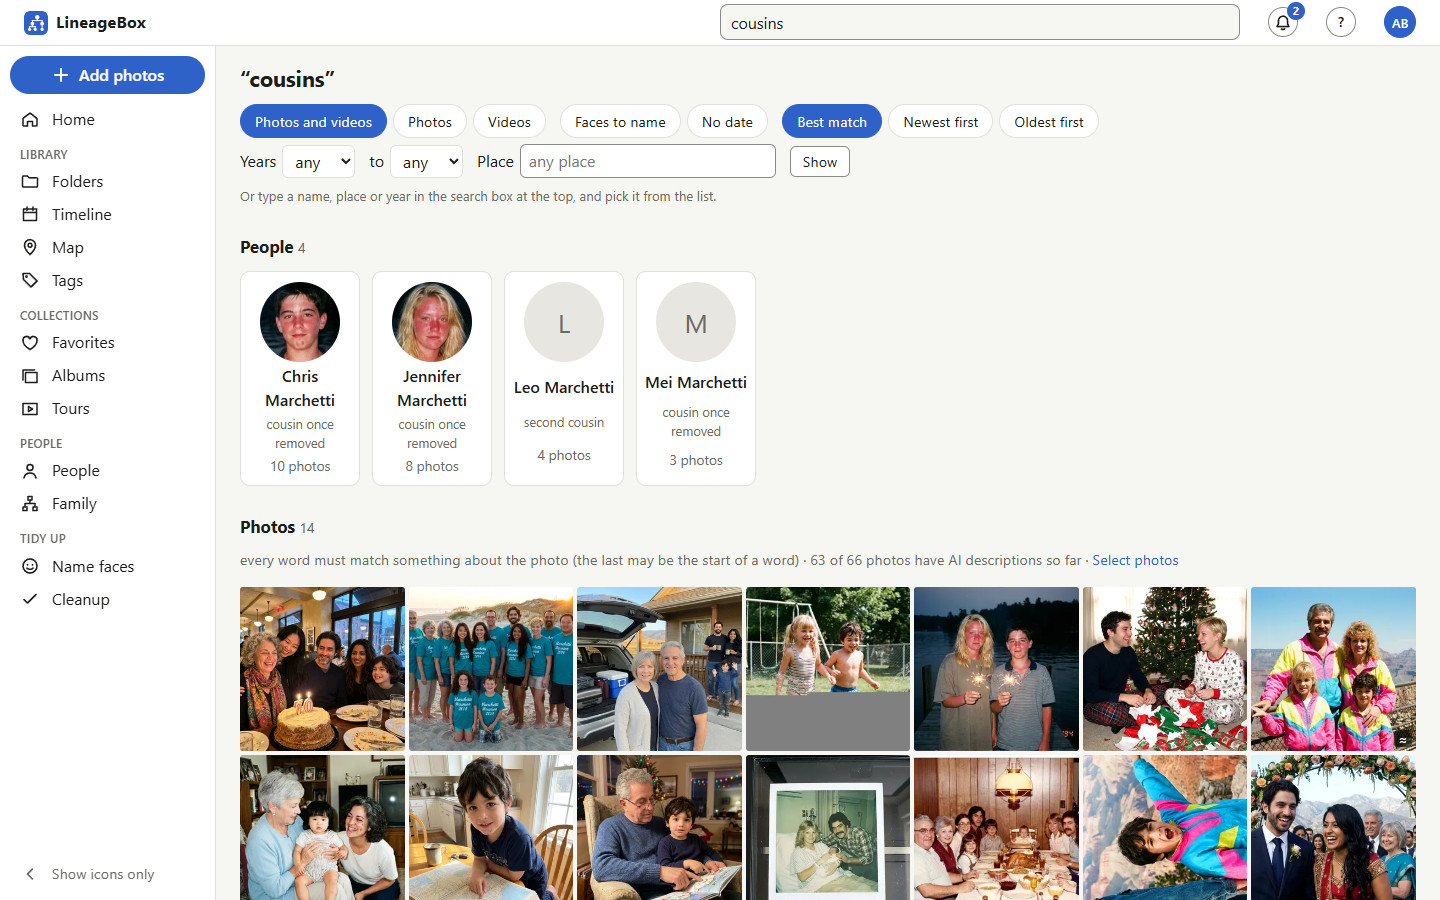 LineageBox
cousins
2
?
AB
Add photos
Home
LIBRARY
Folders
Timeline
Map
Tags
COLLECTIONS
Favorites
Albums
Tours
PEOPLE
People
Family
TIDY UP
Name faces
Cleanup
Show icons only
“cousins”
Photos and videos
Photos
Videos
Faces to name
No date
Best match
Newest first
Oldest first
Years any to any Place any place Show
Or type a name, place or year in the search box at the top, and pick it from the list.
People 4
Chris
Marchetti
cousin once
removed
10 photos
Jennifer
Marchetti
cousin once
removed
8 photos
L
Leo Marchetti
second cousin
4 photos
M
Mei Marchetti
cousin once
removed
3 photos
Photos 14
every word must match something about the photo (the last may be the start of a word) · 63 of 66 photos have AI descriptions so far · Select photos
70
'94